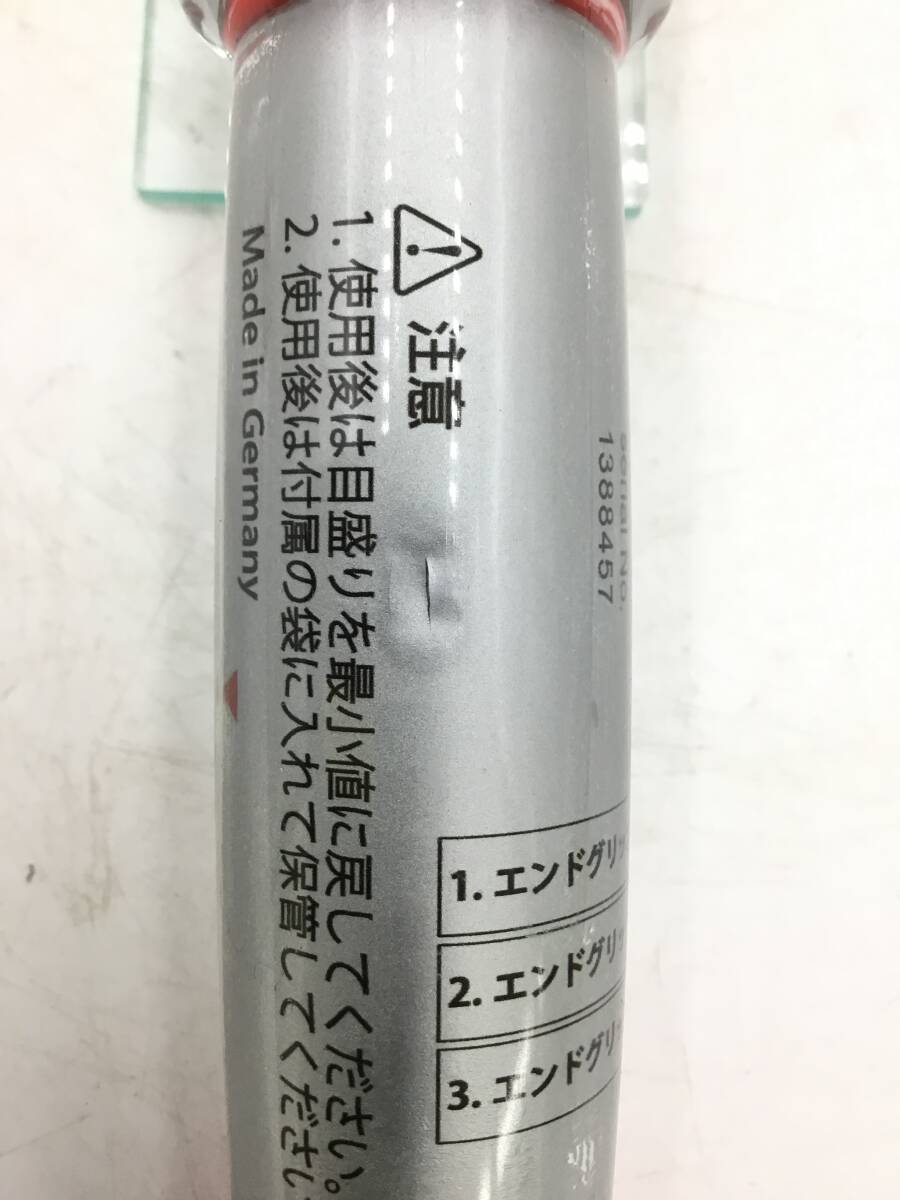 注意
1. 使用後は目盛りを最小値に戻してください。
2. 使用後は付属の袋に入れて保管してください
Made in Germany
Serial No.
1388457
1. エンドグリッ
2. エンドグリッ
3. エンドグリッ